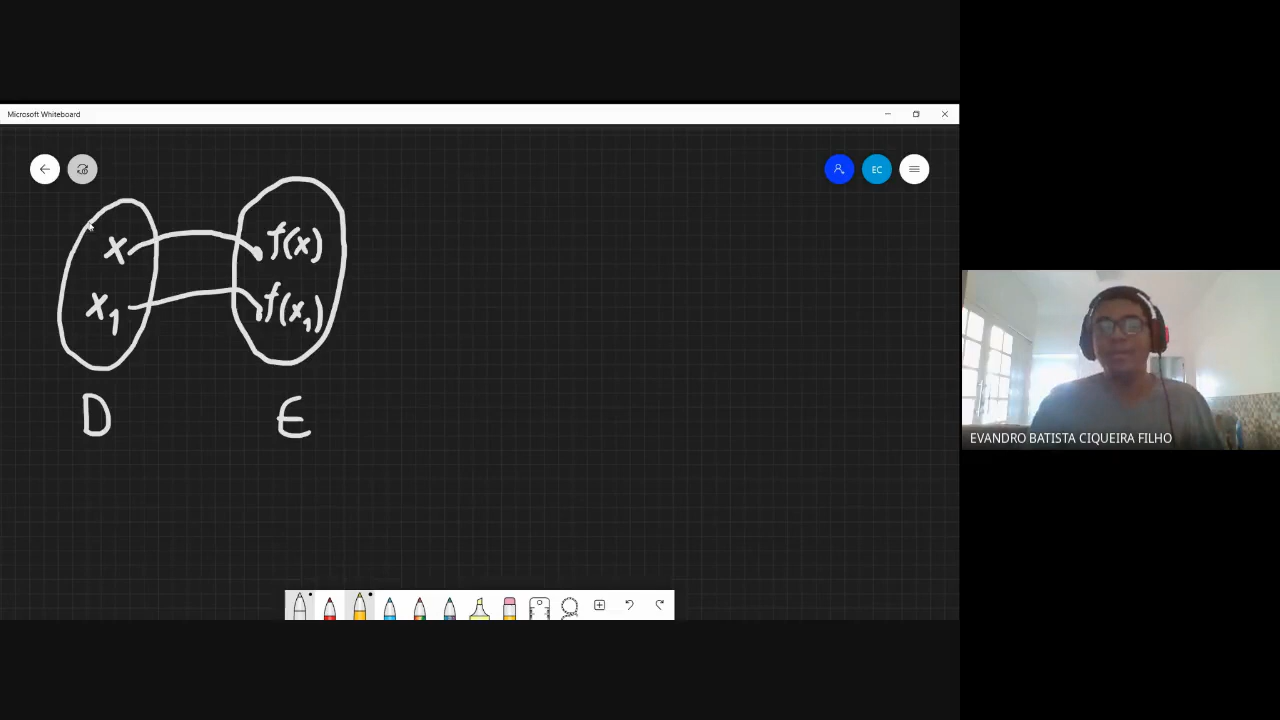 Microsoft Whiteboard
EC
x f(x)
x₁ f(x₁)
D E
EVANDRO BATISTA CIQUEIRA FILHO